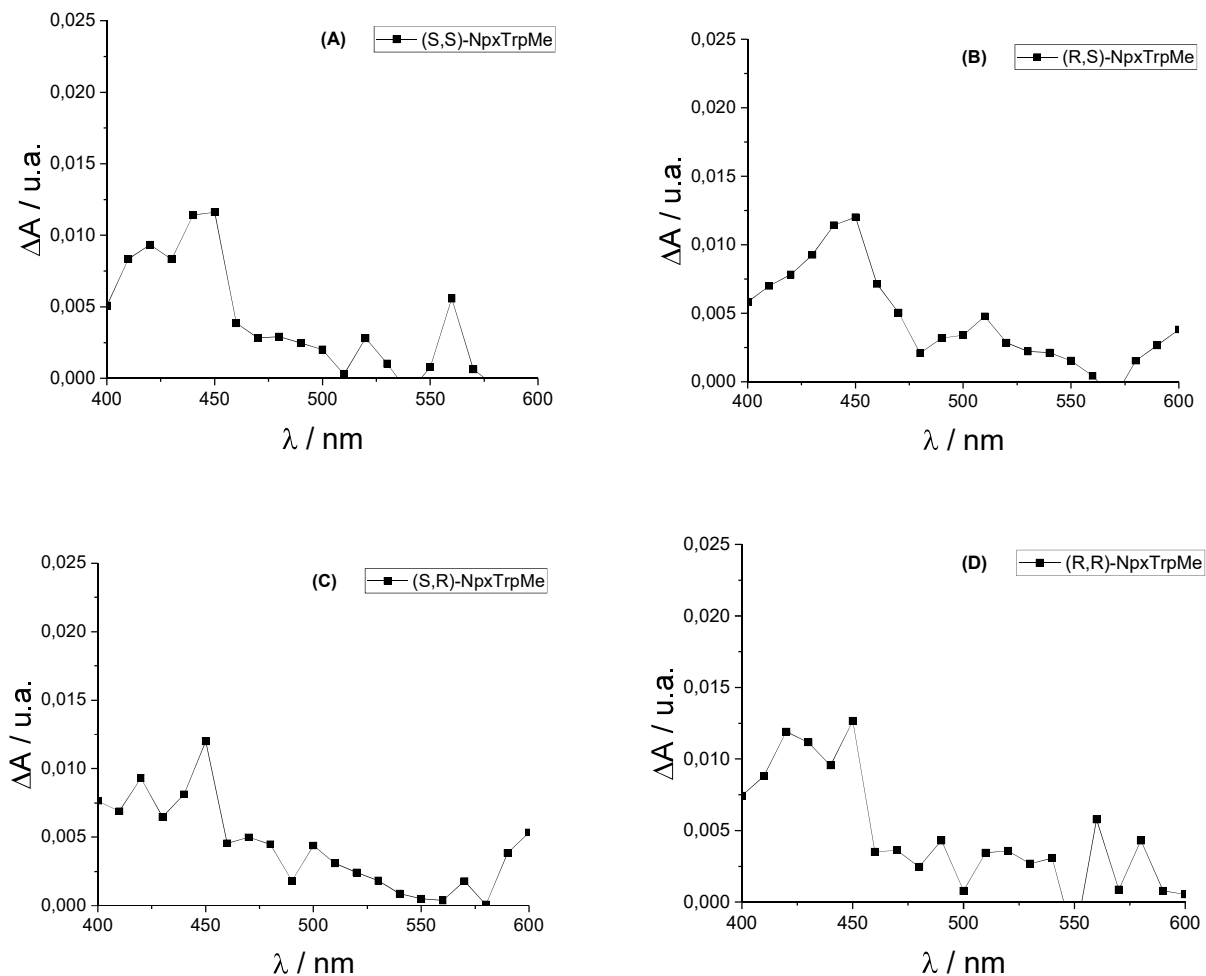 (A)
(S,S)-NpxTrpMe
0,025
0,020
0,015
0,010
0,005
0,000
ΔA / u.a.
400 450 500 550 600
λ / nm
(B)
(R,S)-NpxTrpMe
0,025
0,020
0,015
0,010
0,005
0,000
ΔA / u.a.
400 450 500 550 600
λ / nm
(C)
(S,R)-NpxTrpMe
0,025
0,020
0,015
0,010
0,005
0,000
ΔA / u.a.
400 450 500 550 600
λ / nm
(D)
(R,R)-NpxTrpMe
0,025
0,020
0,015
0,010
0,005
0,000
ΔA / u.a.
400 450 500 550 600
λ / nm